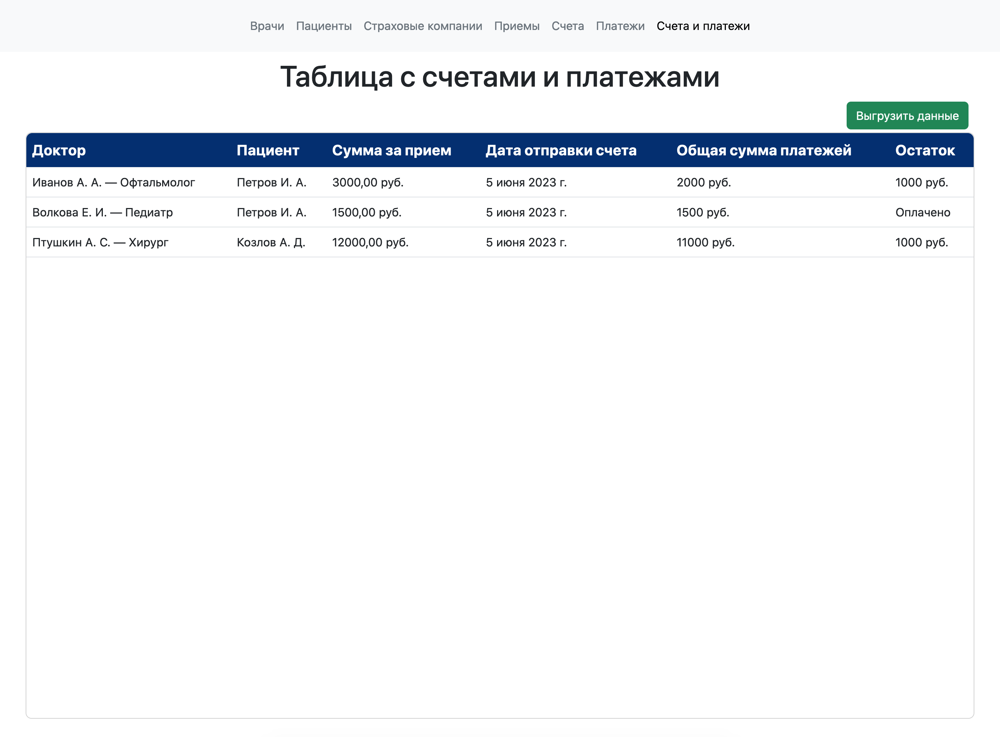 Врачи Пациенты Страховые компании Приемы Счета Платежи Счета и платежи
Таблица с счетами и платежами
Выгрузить данные
Доктор Пациент Сумма за прием Дата отправки счета Общая сумма платежей Остаток
Иванов А. А. — Офтальмолог Петров И. А. 3000,00 руб. 5 июня 2023 г. 2000 руб. 1000 руб.
Волкова Е. И. — Педиатр Петров И. А. 1500,00 руб. 5 июня 2023 г. 1500 руб. Оплачено
Птушкин А. С. — Хирург Козлов А. Д. 12000,00 руб. 5 июня 2023 г. 11000 руб. 1000 руб.